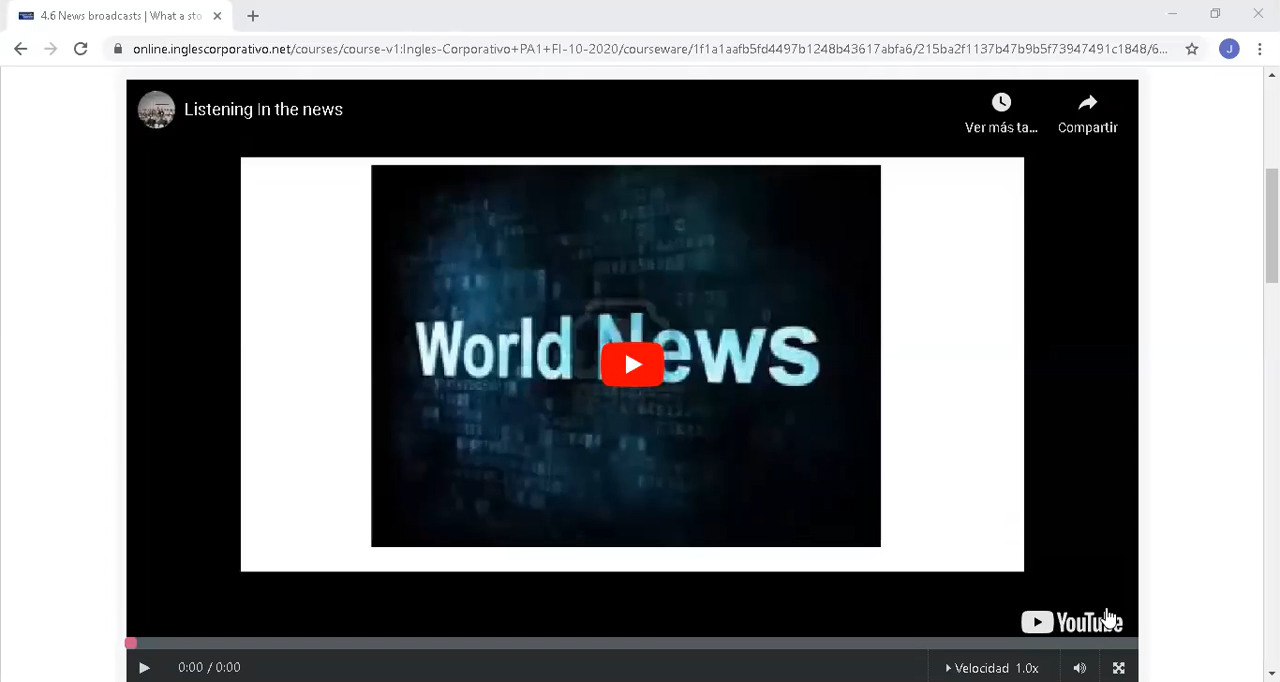 4.6 News broadcasts | What a sto
online.inglescorporativo.net/courses/course-v1:Ingles-Corporativo+PA1+FI-10-2020/courseware/1f1a1aafb5fd4497b1248b43617abfa6/215ba2f1137b47b9b5f73947491c1848/6...
J
Listening In the news
Ver más ta...
Compartir
World News
YouTube
0:00 / 0:00
Velocidad 1.0x